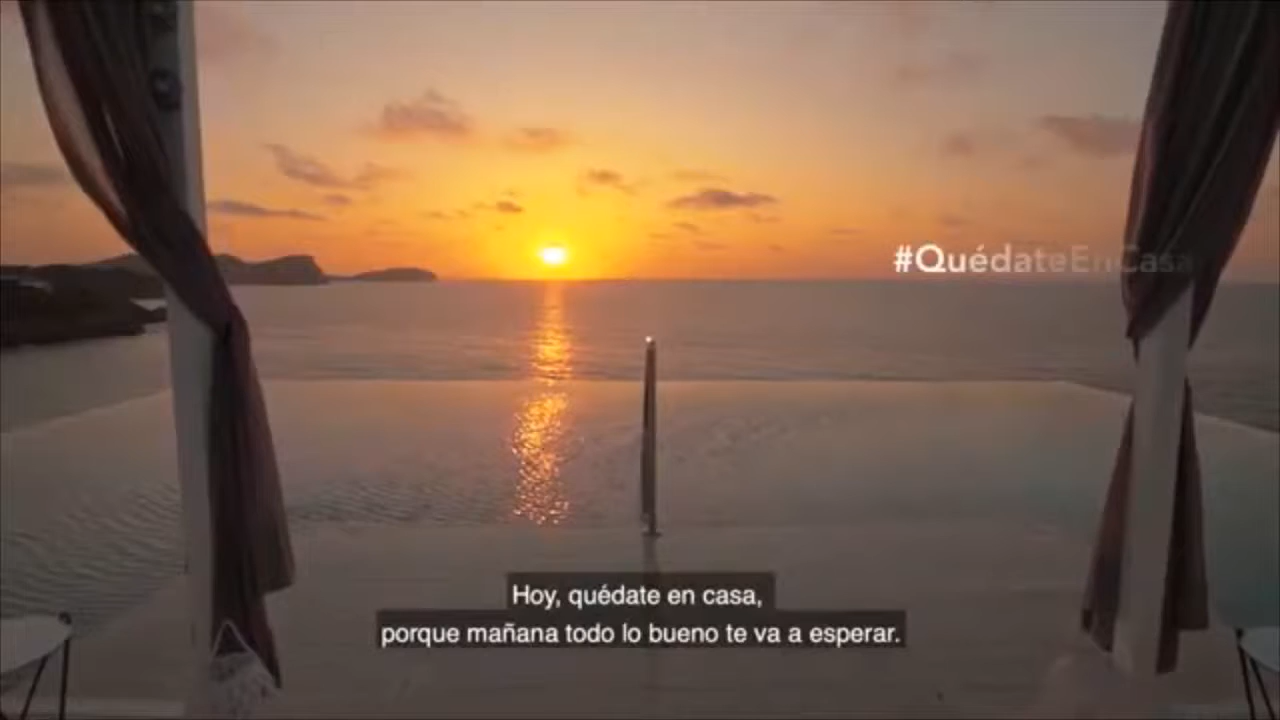 #QuédateEnCasa
Hoy, quédate en casa,
porque mañana todo lo bueno te va a esperar.